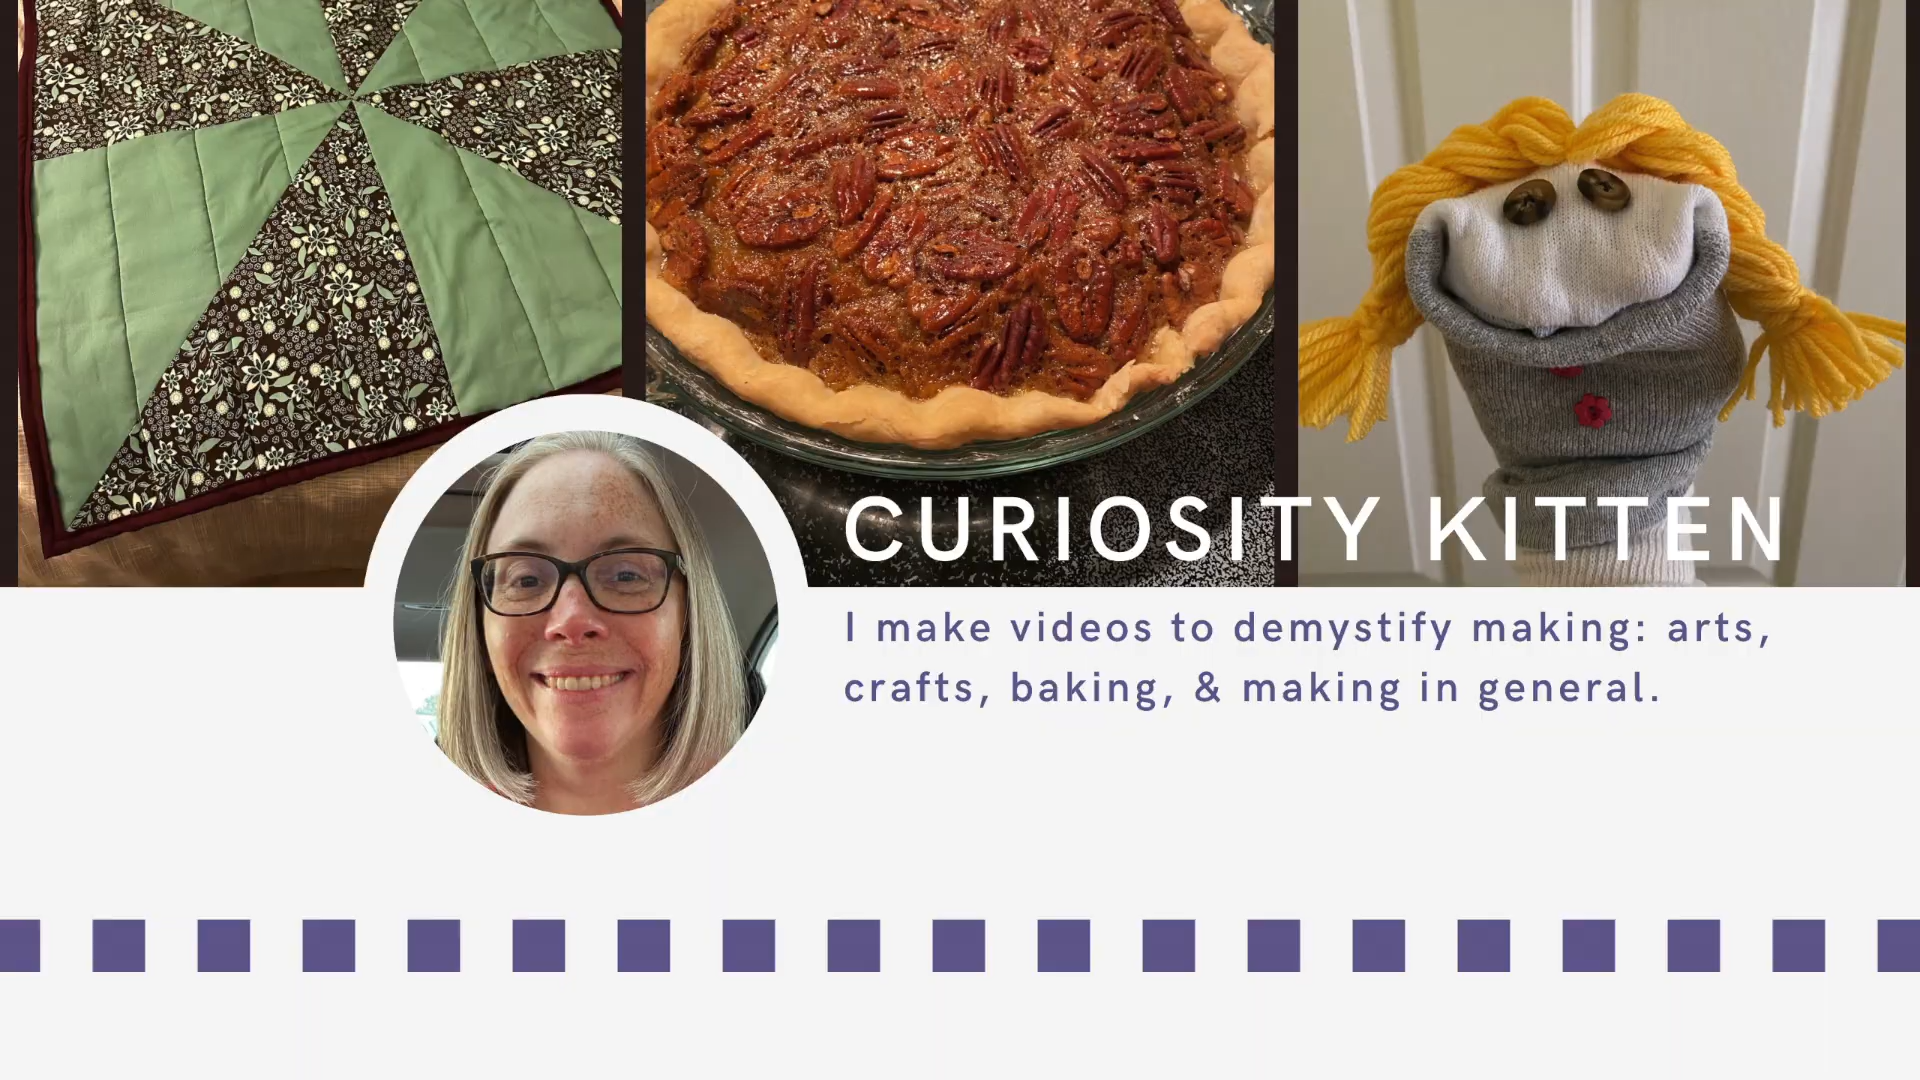 CURIOSITY KITTEN
I make videos to demystify making: arts,
crafts, baking, & making in general.